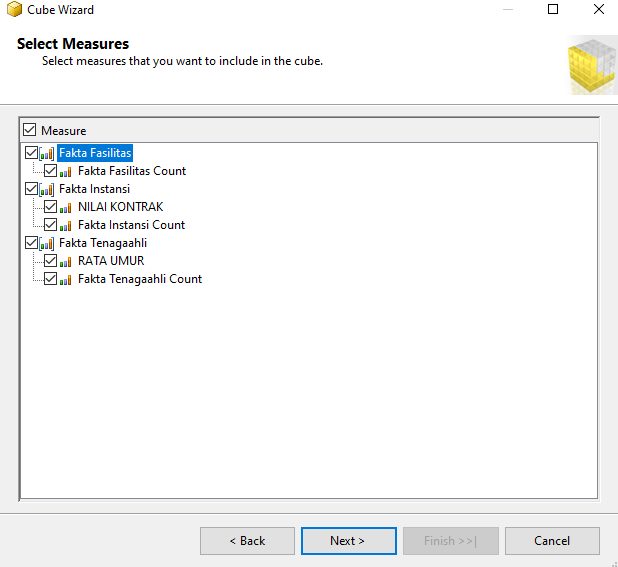 Cube Wizard
Select Measures
Select measures that you want to include in the cube.
Measure
Fakta Fasilitas
Fakta Fasilitas Count
Fakta Instansi
NILAI KONTRAK
Fakta Instansi Count
Fakta Tenagaahli
RATA UMUR
Fakta Tenagaahli Count
< Back Next > Finish >>| Cancel